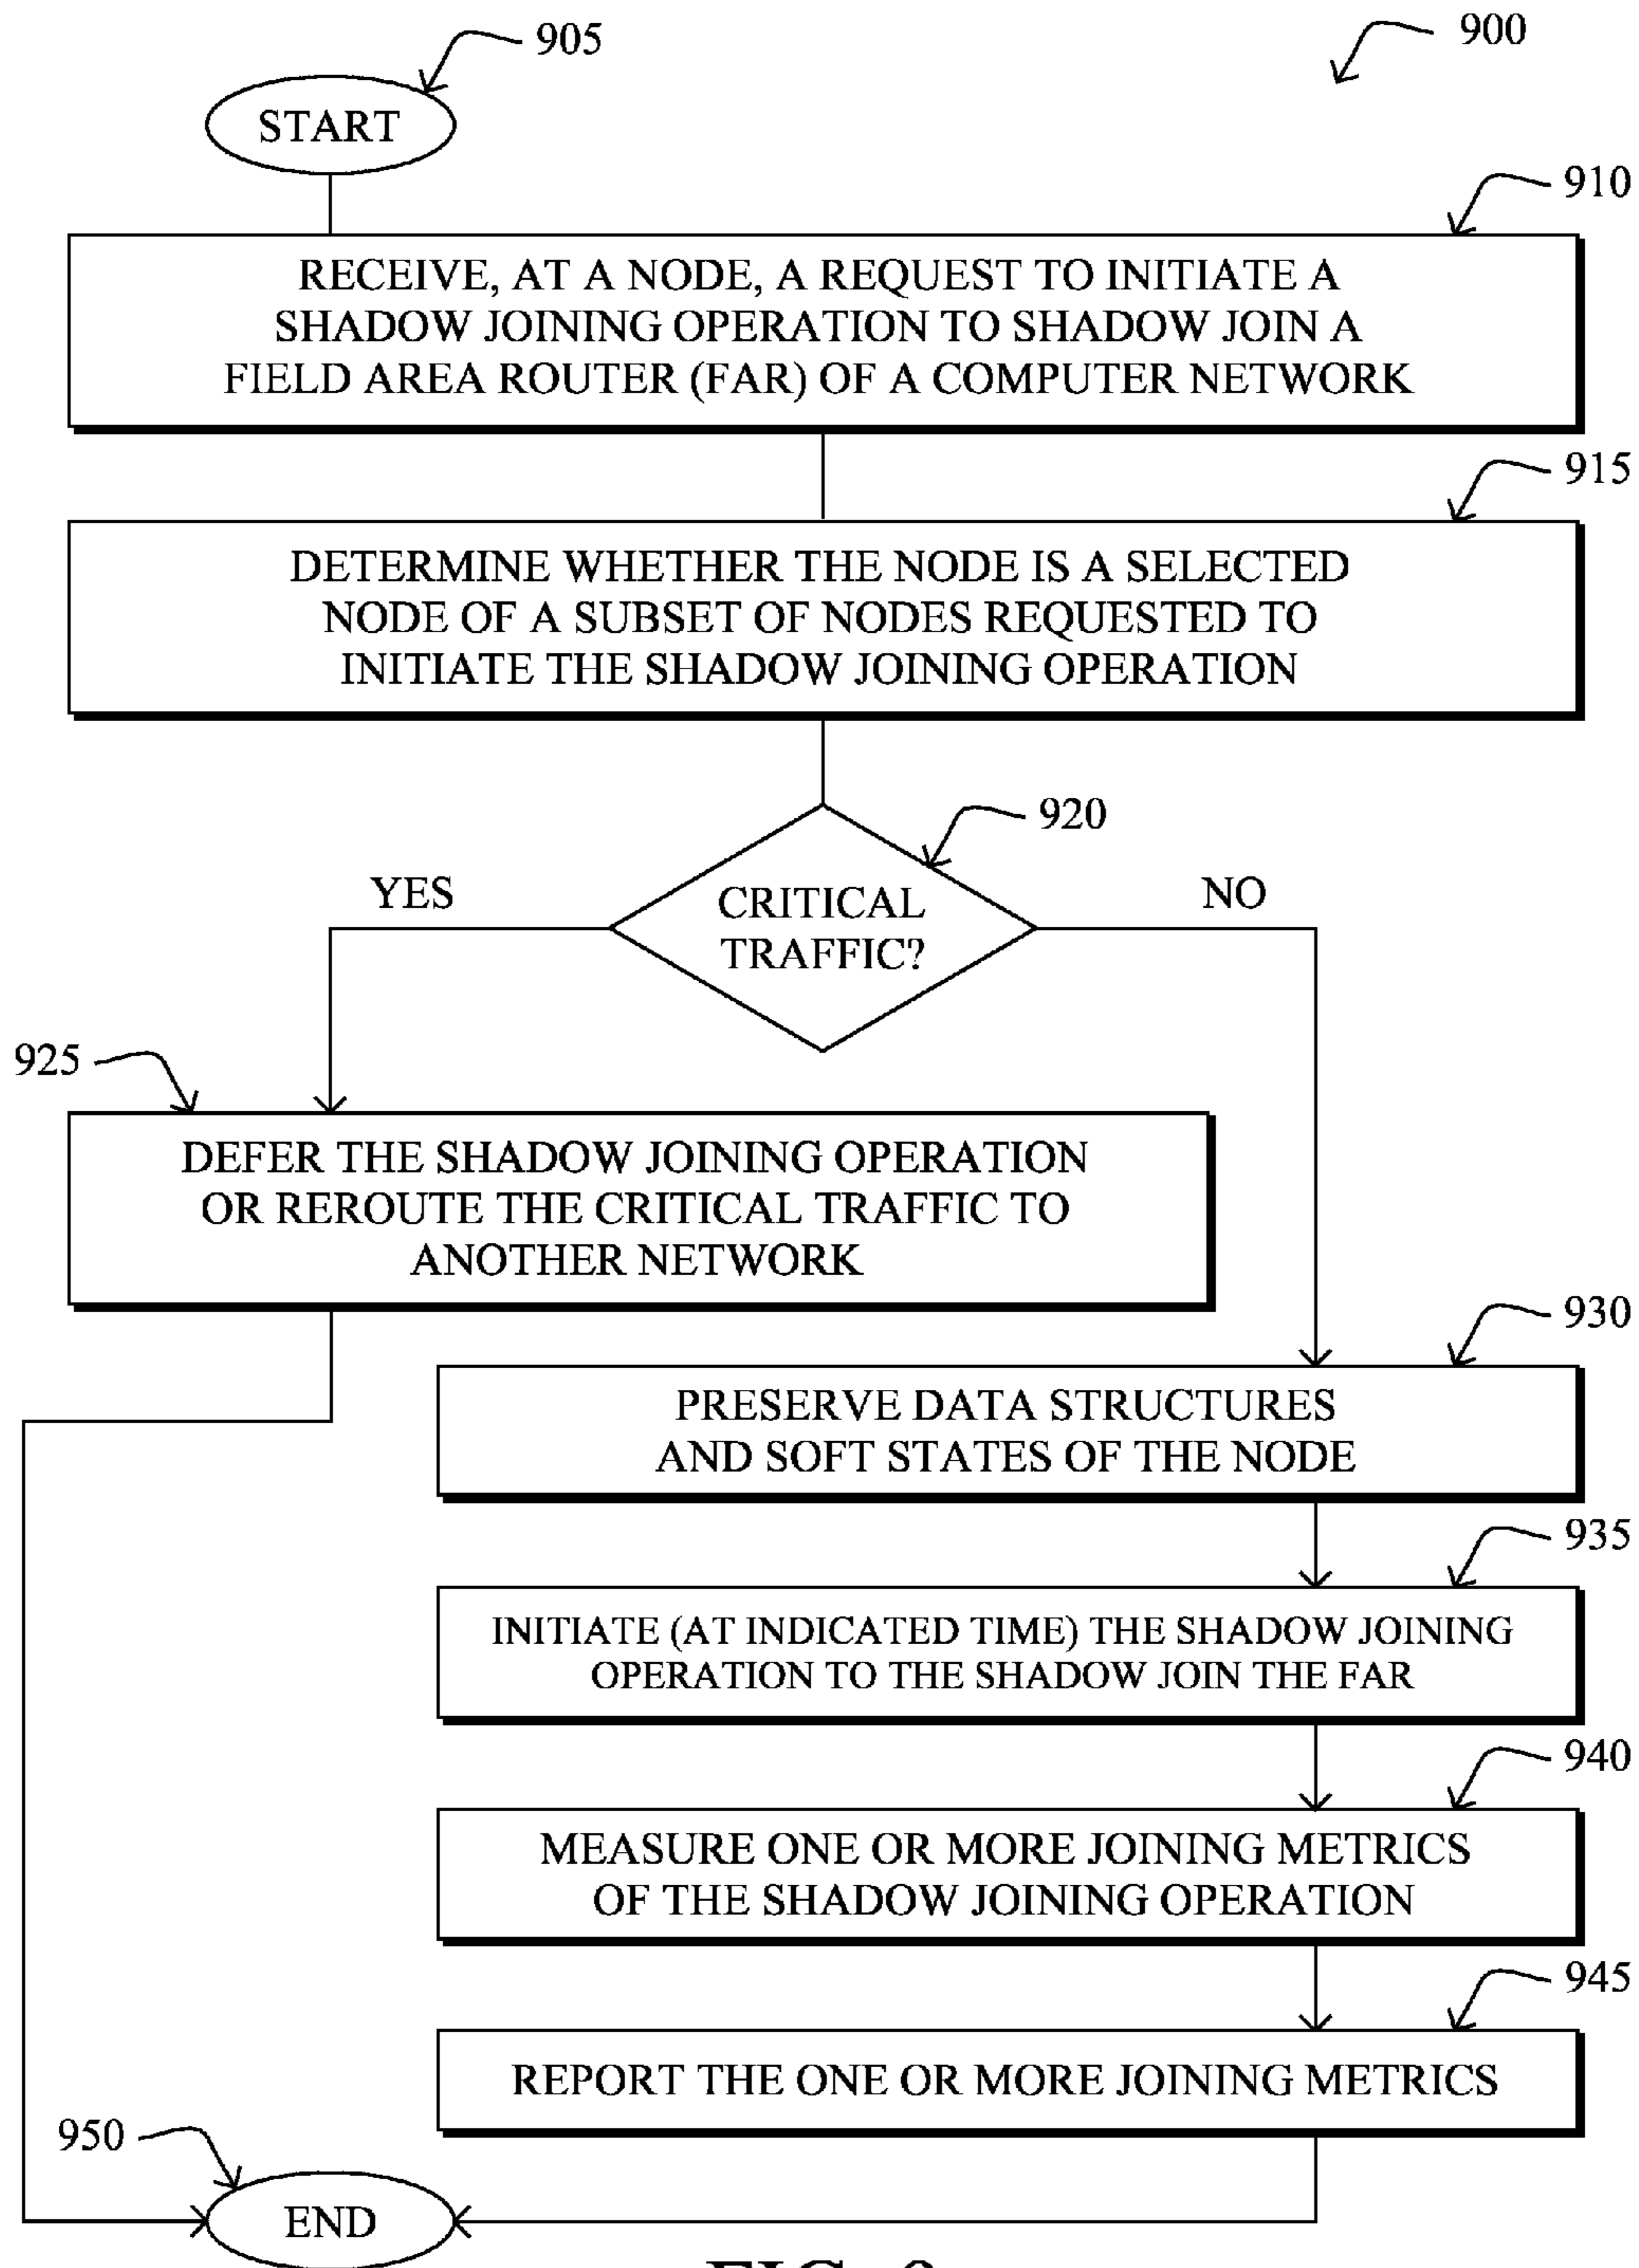 905
900
START
910
RECEIVE, AT A NODE, A REQUEST TO INITIATE A
SHADOW JOINING OPERATION TO SHADOW JOIN A
FIELD AREA ROUTER (FAR) OF A COMPUTER NETWORK
915
DETERMINE WHETHER THE NODE IS A SELECTED
NODE OF A SUBSET OF NODES REQUESTED TO
INITIATE THE SHADOW JOINING OPERATION
920
YES
CRITICAL
TRAFFIC?
NO
925
DEFER THE SHADOW JOINING OPERATION
OR REROUTE THE CRITICAL TRAFFIC TO
ANOTHER NETWORK
930
PRESERVE DATA STRUCTURES
AND SOFT STATES OF THE NODE
935
INITIATE (AT INDICATED TIME) THE SHADOW JOINING
OPERATION TO THE SHADOW JOIN THE FAR
940
MEASURE ONE OR MORE JOINING METRICS
OF THE SHADOW JOINING OPERATION
945
REPORT THE ONE OR MORE JOINING METRICS
950
END